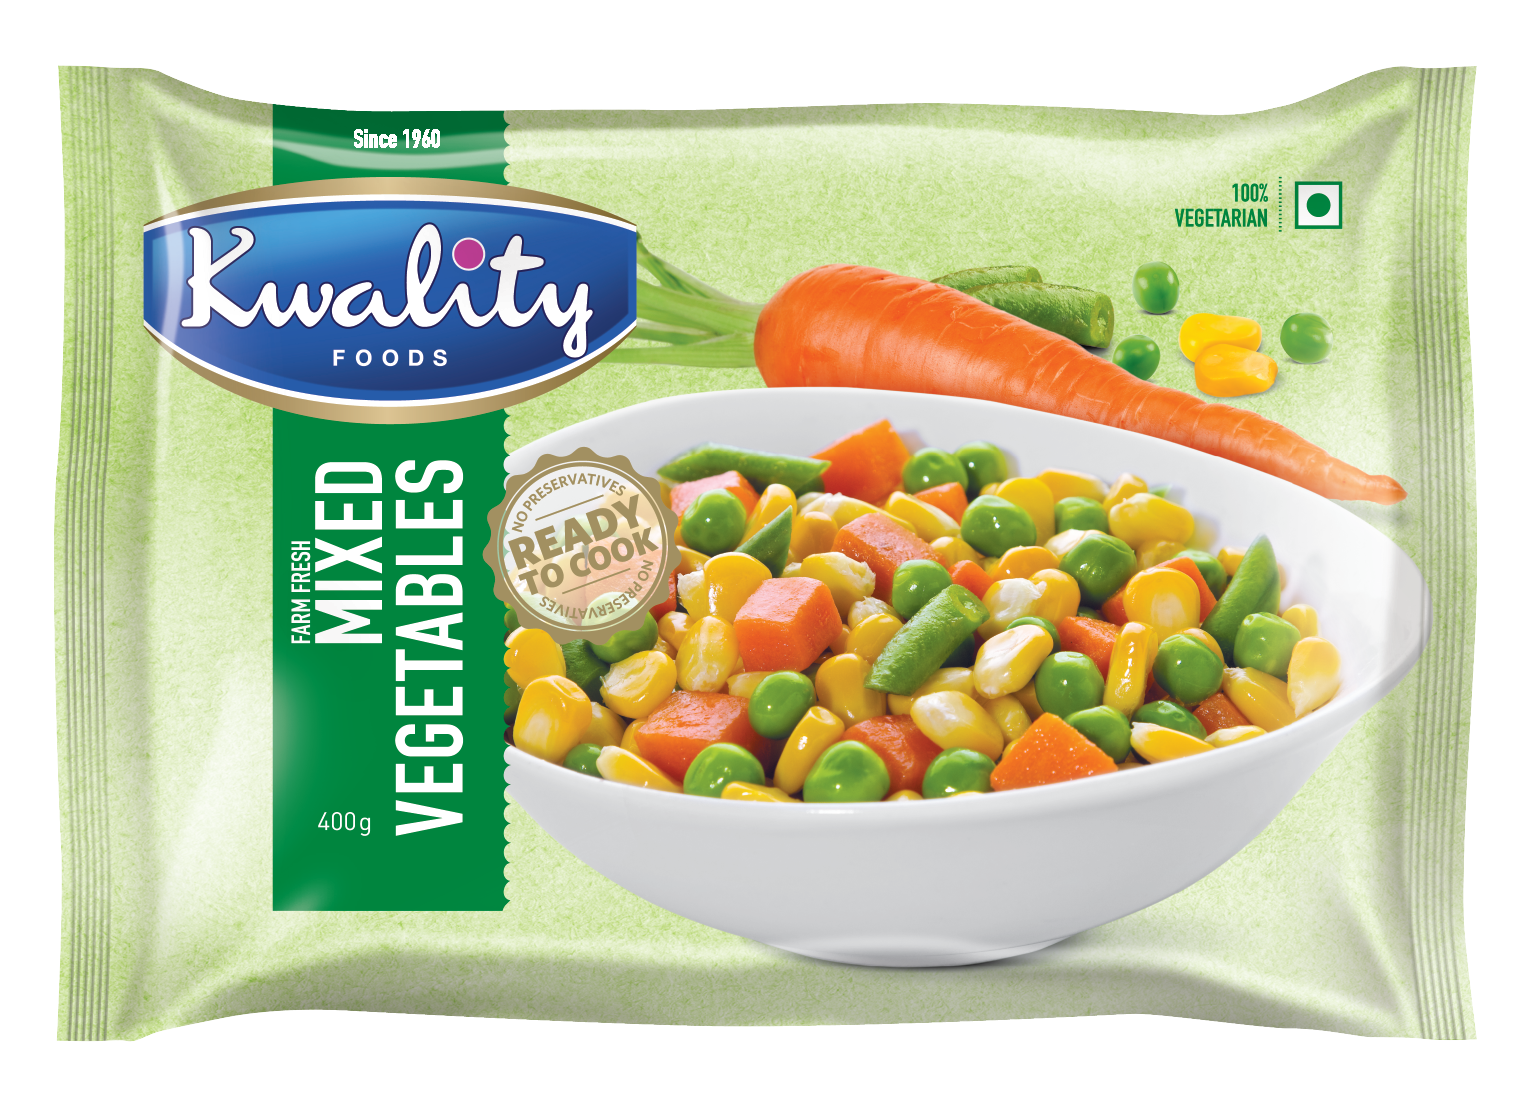 Since 1960
Kwality
FOODS
100%
VEGETARIAN
FARM FRESH
MIXED
VEGETABLES
400g
NO PRESERVATIVES
READY
TO COOK
NO PRESERVATIVES